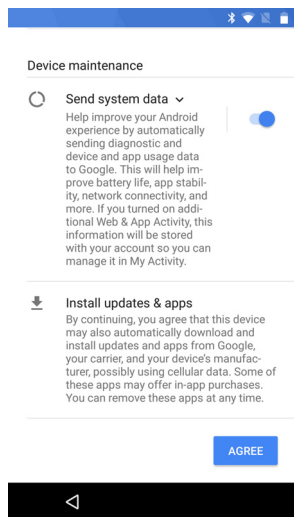 Device maintenance
Send system data
Help improve your Android
experience by automatically
sending diagnostic and
device and app usage data
to Google. This will help im-
prove battery life, app stabil-
ity, network connectivity, and
more. If you turned on addi-
tional Web & App Activity, this
information will be stored
with your account so you can
manage it in My Activity.
Install updates & apps
By continuing, you agree that this device
may also automatically download and
install updates and apps from Google,
your carrier, and your device's manufac-
turer, possibly using cellular data. Some of
these apps may offer in-app purchases.
You can remove these apps at any time.
AGREE